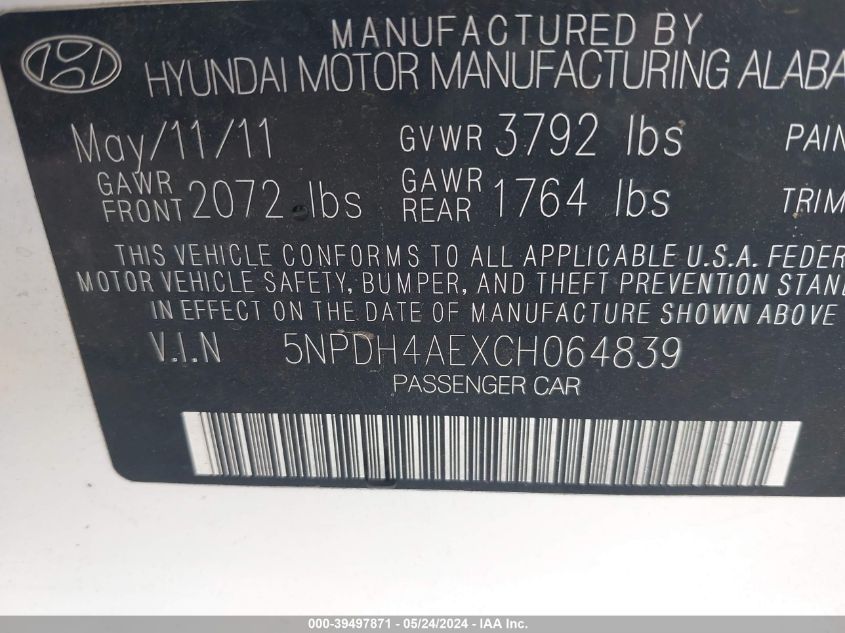 MANUFACTURED BY
HYUNDAI MOTOR MANUFACTURING ALABA
May/11/11 GVWR 3792 lbs PAIN
GAWR FRONT 2072 lbs GAWR REAR 1764 lbs TRIM
THIS VEHICLE CONFORMS TO ALL APPLICABLE U.S.A. FEDER
MOTOR VEHICLE SAFETY, BUMPER, AND THEFT PREVENTION STAN
IN EFFECT ON THE DATE OF MANUFACTURE SHOWN ABOVE
V.I.N 5NPDH4AEXCH064839
PASSENGER CAR
000-39497871 - 05/24/2024 - IAA Inc.